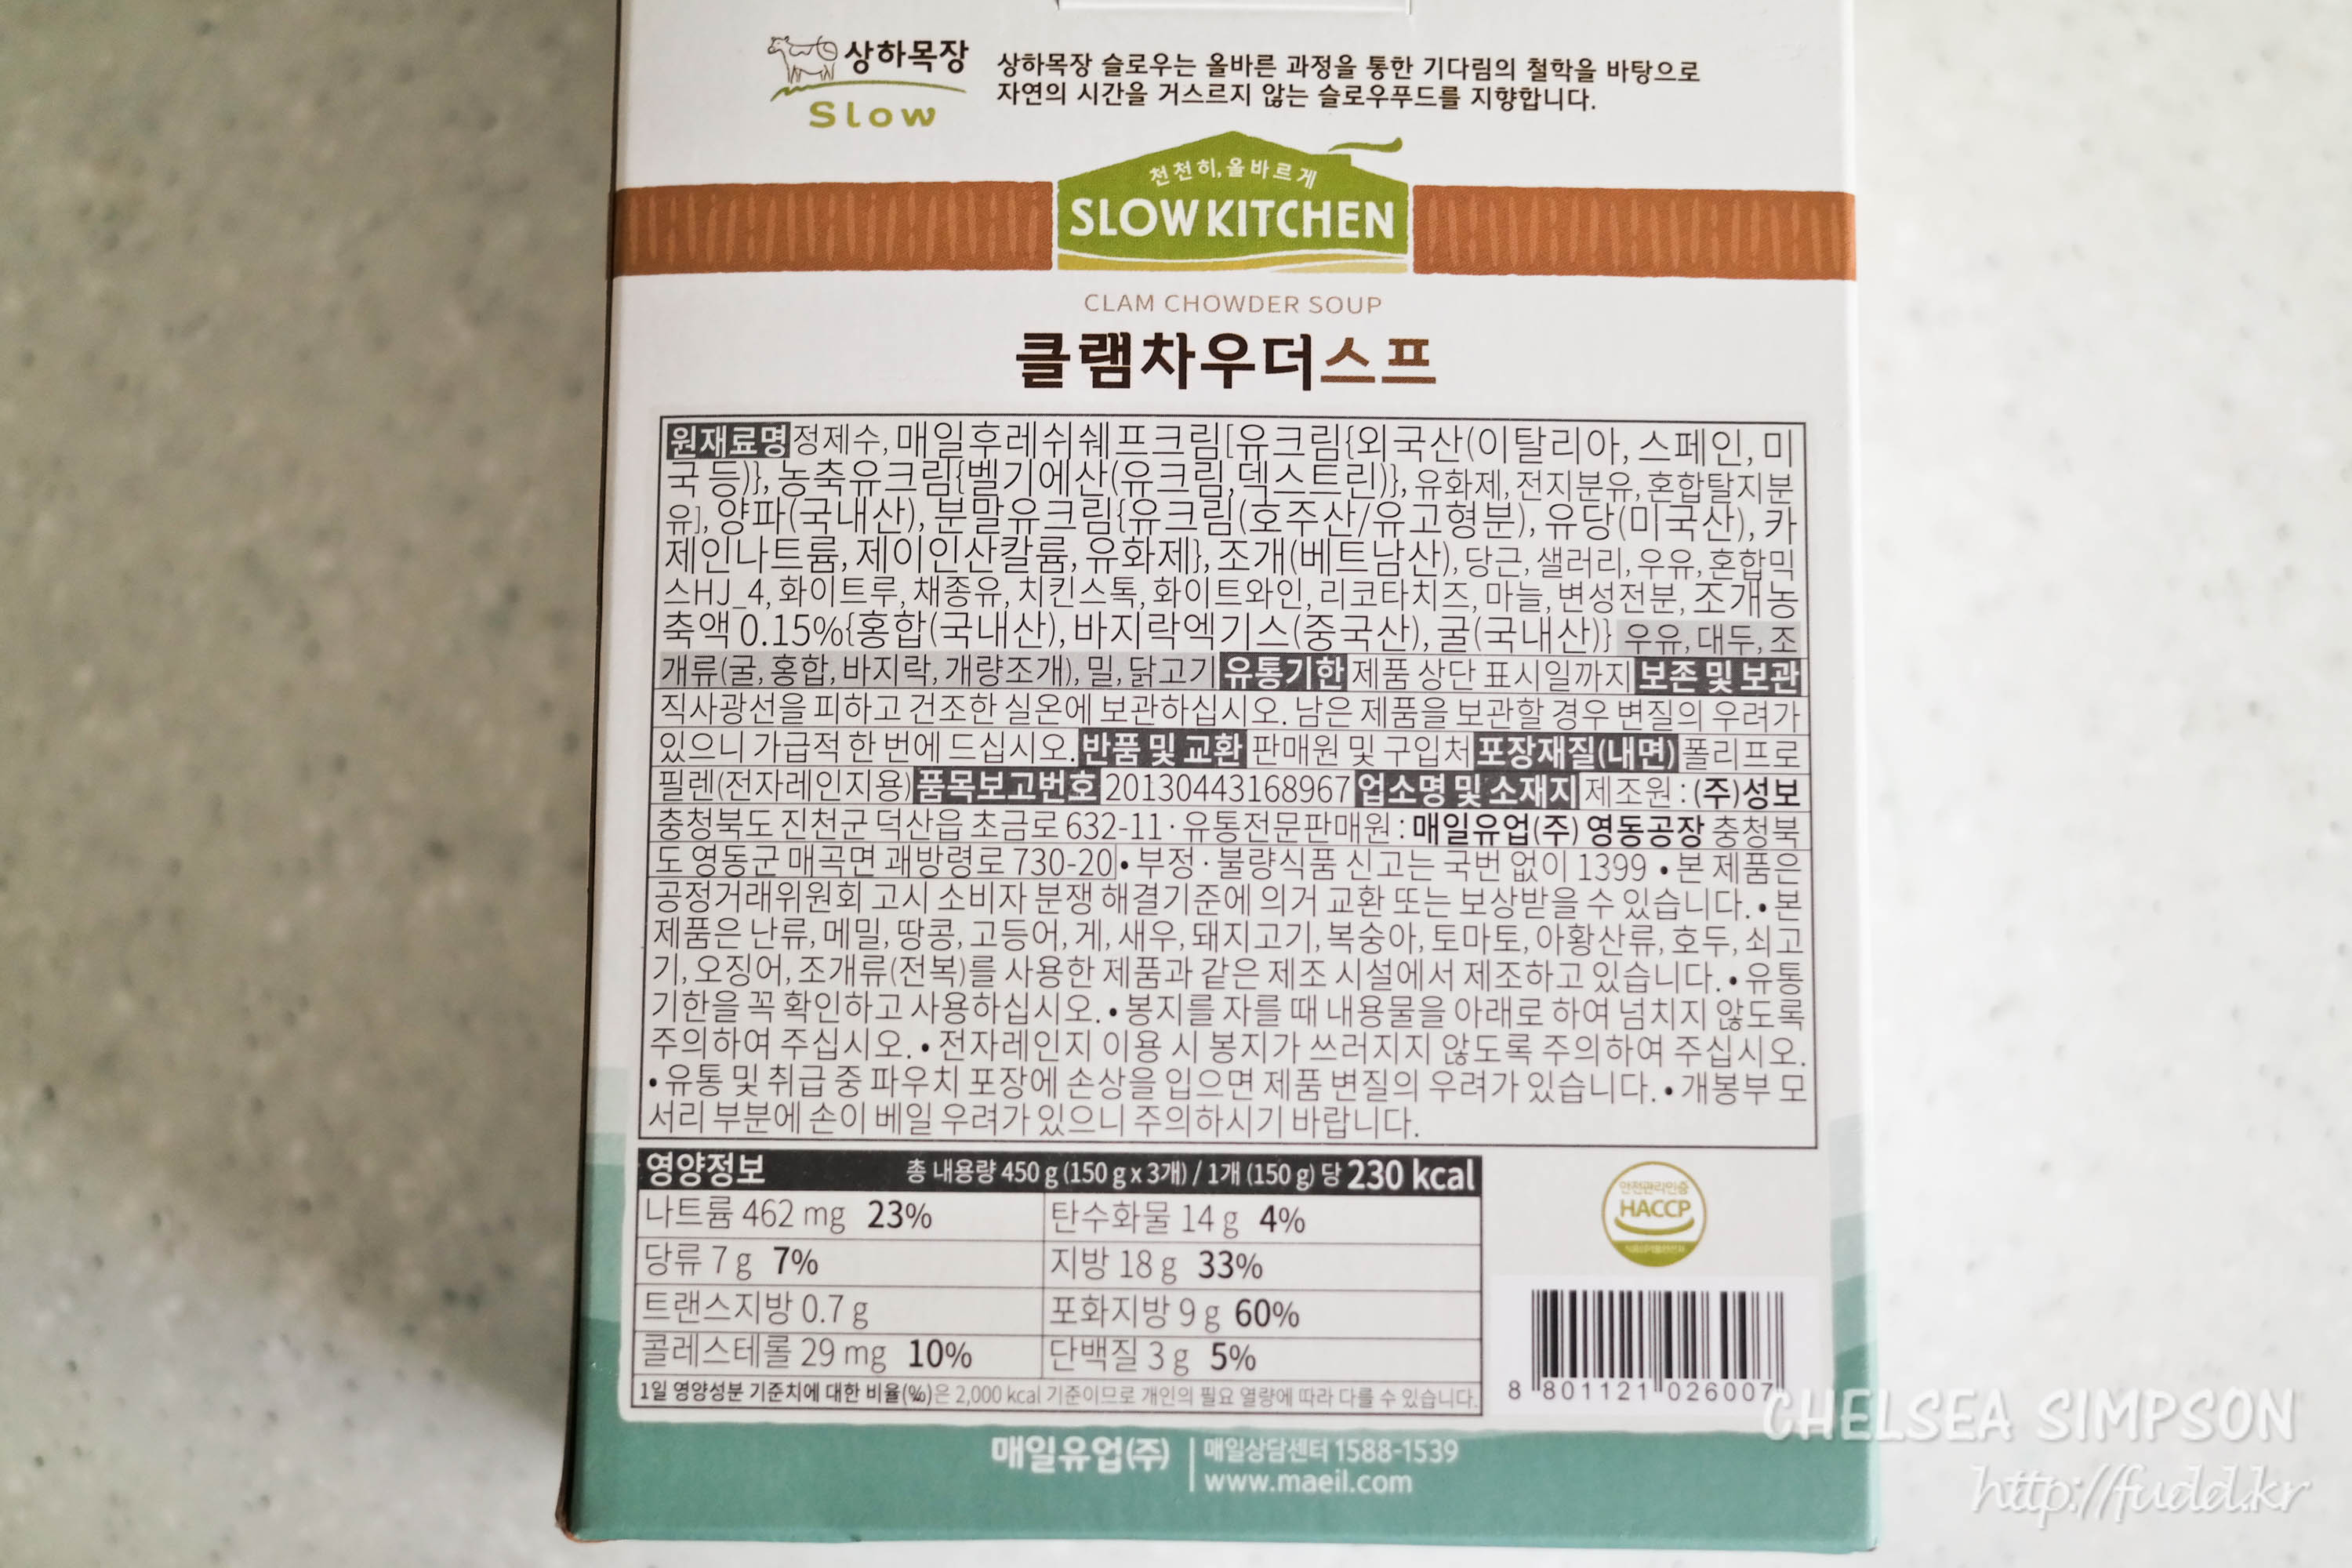 상하목장
Slow
상하목장 슬로우는 올바른 과정을 통한 기다림의 철학을 바탕으로
자연의 시간을 거스르지 않는 슬로우푸드를 지향합니다.
천천히, 올바르게
SLOW KITCHEN
CLAM CHOWDER SOUP
클램차우더스프
원재료명 정제수, 매일후레쉬쉐프크림[유크림{외국산(이탈리아, 스페인, 미
국 등)}, 농축유크림{벨기에산(유크림,덱스트린)}, 유화제, 전지분유, 혼합탈지분
유], 양파(국내산), 분말유크림{유크림(호주산/유고형분), 유당(미국산), 카
제인나트륨, 제이인산칼륨, 유화제}, 조개(베트남산), 당근, 샐러리, 우유, 혼합믹
스HJ_4, 화이트루, 채종유, 치킨스톡, 화이트와인, 리코타치즈, 마늘, 변성전분, 조개농
축액 0.15%{홍합(국내산), 바지락엑기스(중국산), 굴(국내산)} 우유, 대두, 조
개류(굴, 홍합, 바지락, 개량조개), 밀, 닭고기 유통기한 제품 상단 표시일까지 보존 및 보관
직사광선을 피하고 건조한 실온에 보관하십시오. 남은 제품을 보관할 경우 변질의 우려가
있으니 가급적 한 번에 드십시오. 반품 및 교환 판매원 및 구입처 포장재질(내면) 폴리프로
필렌(전자레인지용) 품목보고번호 20130443168967 업소명 및 소재지 제조원 : (주)성보
충청북도 진천군 덕산읍 초금로 632-11 · 유통전문판매원 : 매일유업(주) 영동공장 충청북
도 영동군 매곡면 괘방령로 730-20 • 부정 · 불량식품 신고는 국번 없이 1399 • 본 제품은
공정거래위원회 고시 소비자 분쟁 해결기준에 의거 교환 또는 보상받을 수 있습니다. • 본
제품은 난류, 메밀, 땅콩, 고등어, 게, 새우, 돼지고기, 복숭아, 토마토, 아황산류, 호두, 쇠고
기, 오징어, 조개류(전복)를 사용한 제품과 같은 제조 시설에서 제조하고 있습니다. • 유통
기한을 꼭 확인하고 사용하십시오. • 봉지를 자를 때 내용물을 아래로 하여 넘치지 않도록
주의하여 주십시오. • 전자레인지 이용 시 봉지가 쓰러지지 않도록 주의하여 주십시오.
• 유통 및 취급 중 파우치 포장에 손상을 입으면 제품 변질의 우려가 있습니다. • 개봉부 모
서리 부분에 손이 베일 우려가 있으니 주의하시기 바랍니다.
영양정보 총 내용량 450 g (150 g x 3개) / 1개 (150 g) 당 230 kcal
나트륨 462 mg 23% 탄수화물 14 g 4%
당류 7 g 7% 지방 18 g 33%
트랜스지방 0.7 g 포화지방 9 g 60%
콜레스테롤 29 mg 10% 단백질 3 g 5%
1일 영양성분 기준치에 대한 비율(%)은 2,000 kcal 기준이므로 개인의 필요 열량에 따라 다를 수 있습니다.
안전관리인증
HACCP
8 801121 026007
매일유업(주)
매일상담센터 1588-1539
www.maeil.com
CHELSEA SIMPSON
http://fudd.kr